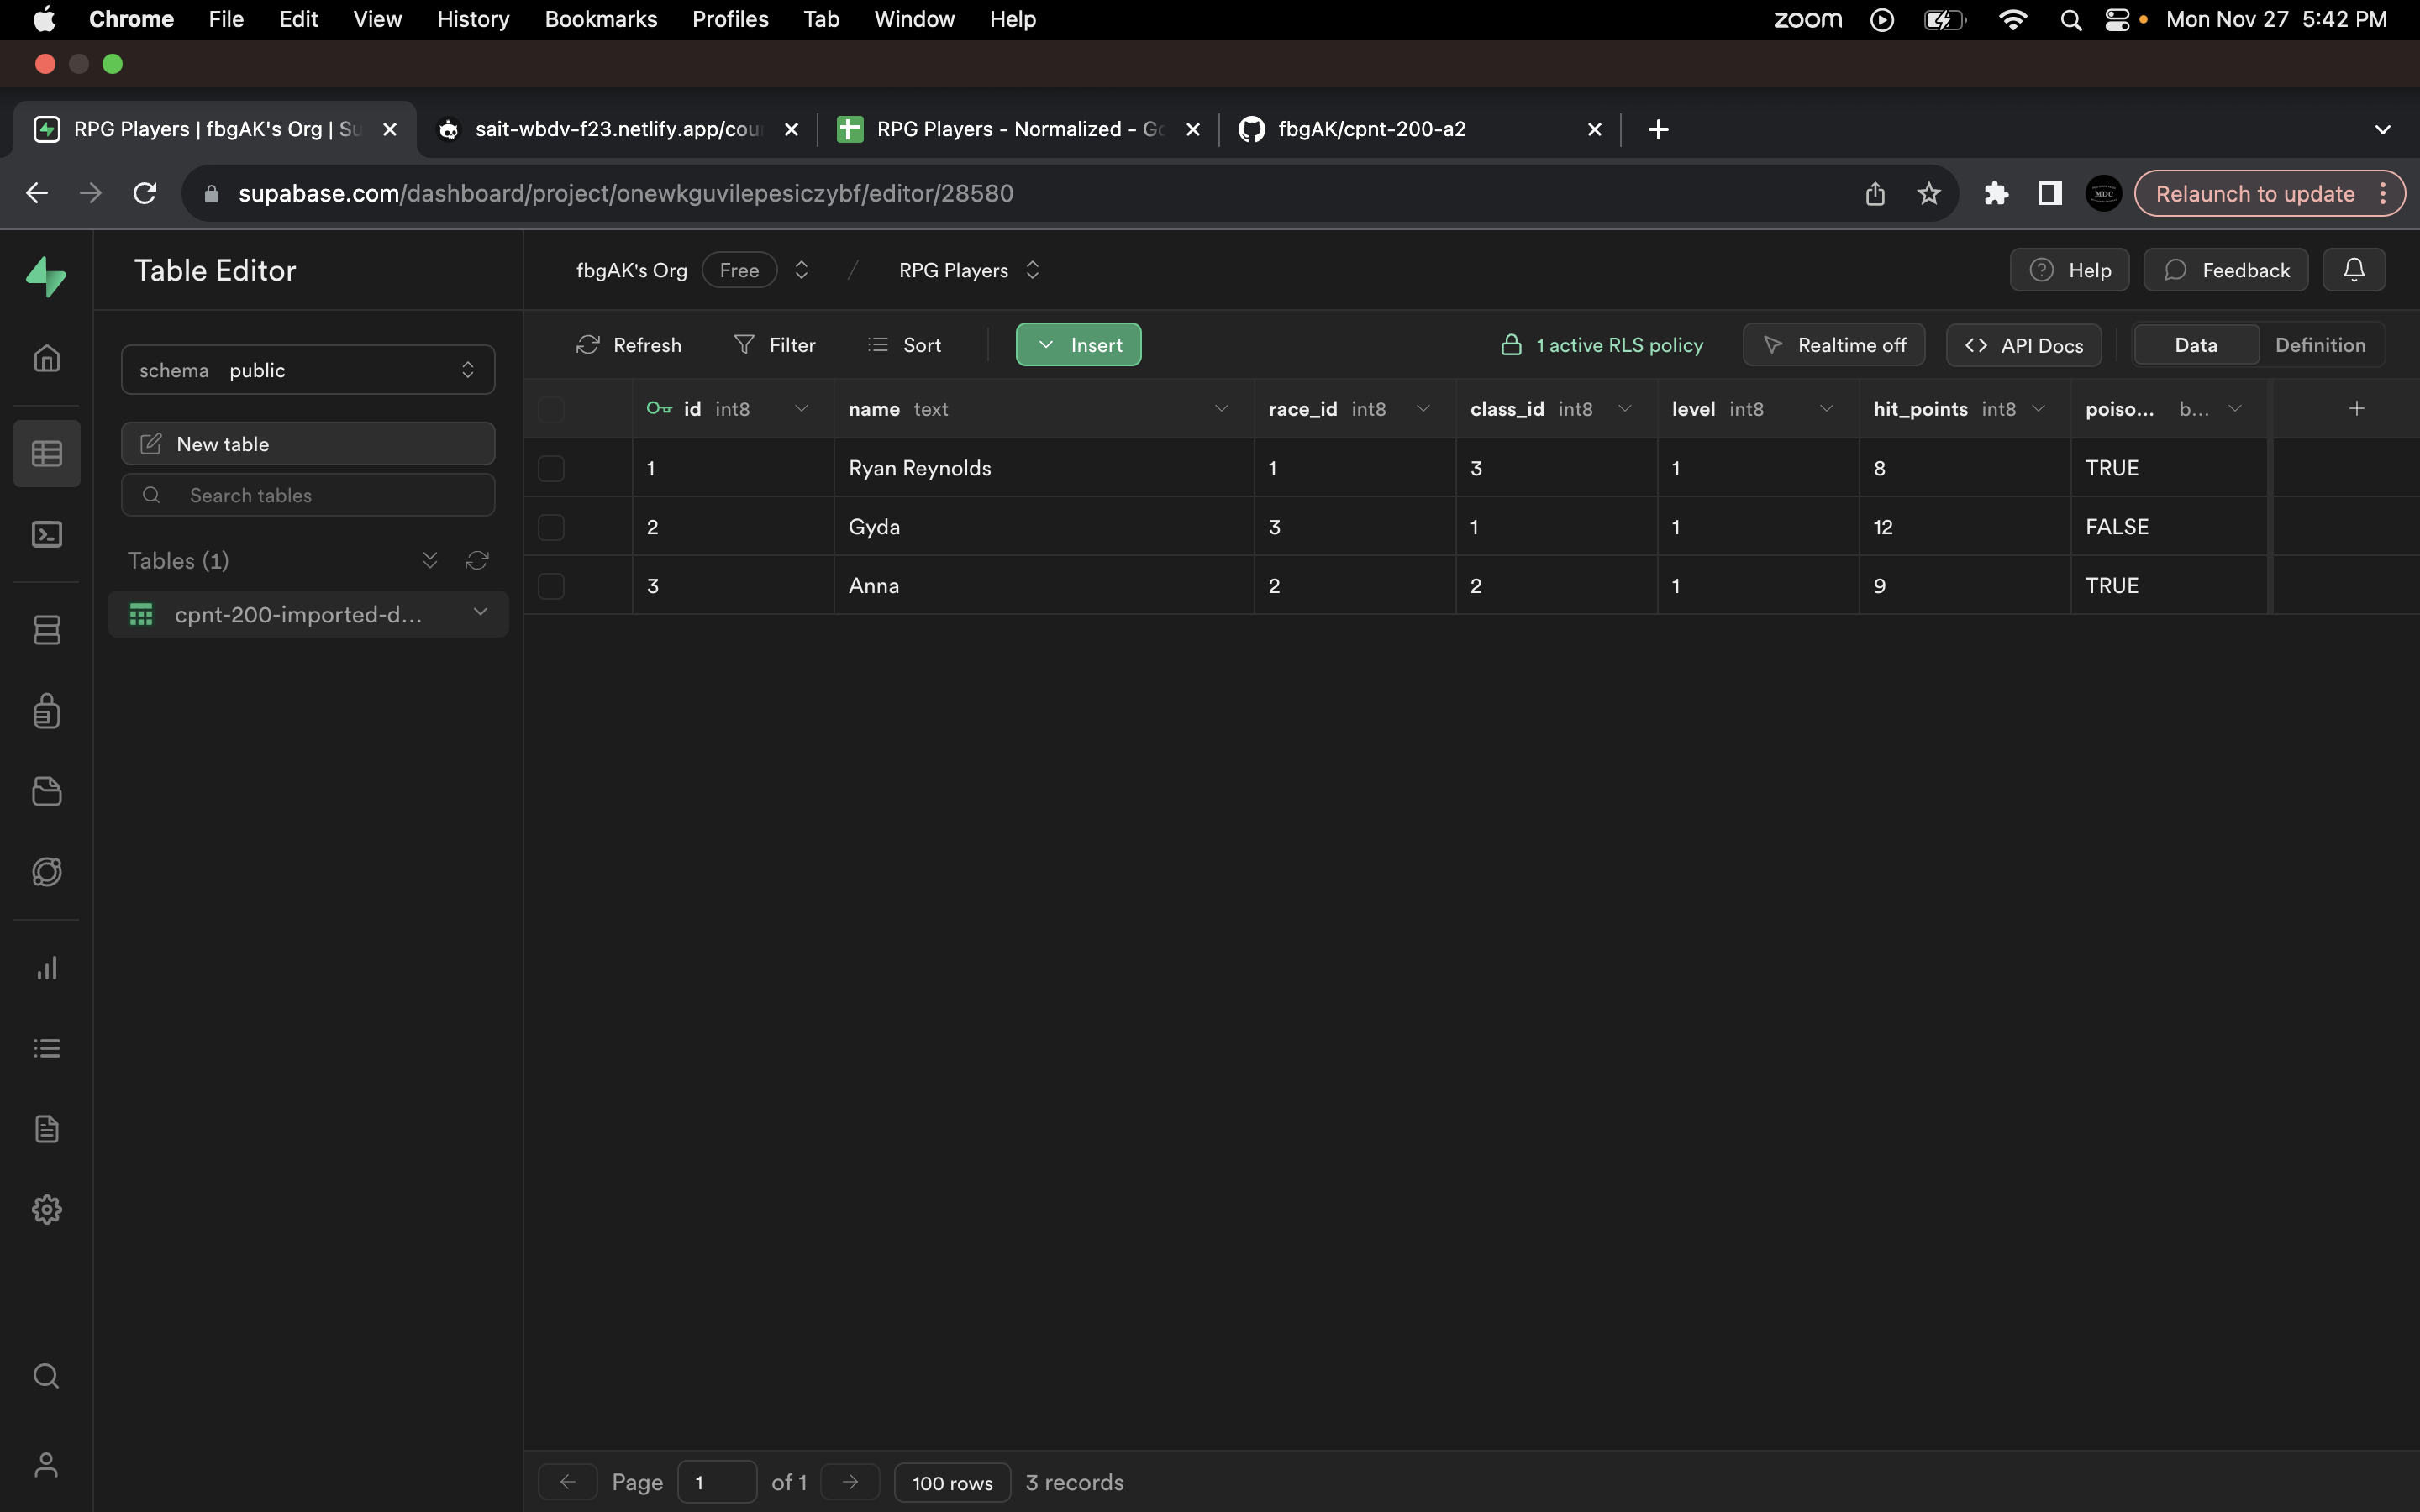 Chrome File Edit View History Bookmarks Profiles Tab Window Help zoom Mon Nov 27 5:42 PM
RPG Players | fbgAK's Org | Su sait-wbdv-f23.netlify.app/cou RPG Players - Normalized - Go fbgAK/cpnt-200-a2
supabase.com/dashboard/project/onewkguvilepesiczybf/editor/28580 MDC Relaunch to update
Table Editor fbgAK's Org Free / RPG Players Help Feedback
Refresh Filter Sort Insert 1 active RLS policy Realtime off API Docs Data Definition
schema public
id int8 name text race_id int8 class_id int8 level int8 hit_points int8 poiso... b...
New table
1 Ryan Reynolds 1 3 1 8 TRUE
Search tables
2 Gyda 3 1 1 12 FALSE
Tables (1)
3 Anna 2 2 1 9 TRUE
cpnt-200-imported-d...
Page 1 of 1 100 rows 3 records